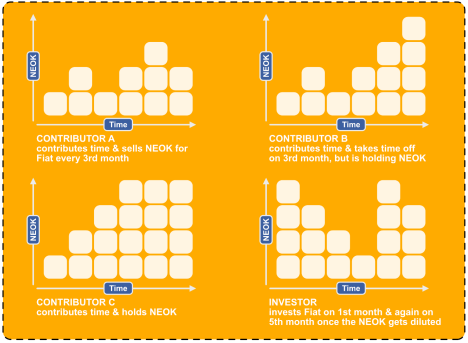 NEOK
Time
CONTRIBUTOR A
contributes time & sells NEOK for
Fiat every 3rd month
NEOK
Time
CONTRIBUTOR B
contributes time & takes time off
on 3rd month, but is holding NEOK
NEOK
Time
CONTRIBUTOR C
contributes time & holds NEOK
NEOK
Time
INVESTOR
invests Fiat on 1st month & again on
5th month once the NEOK gets diluted